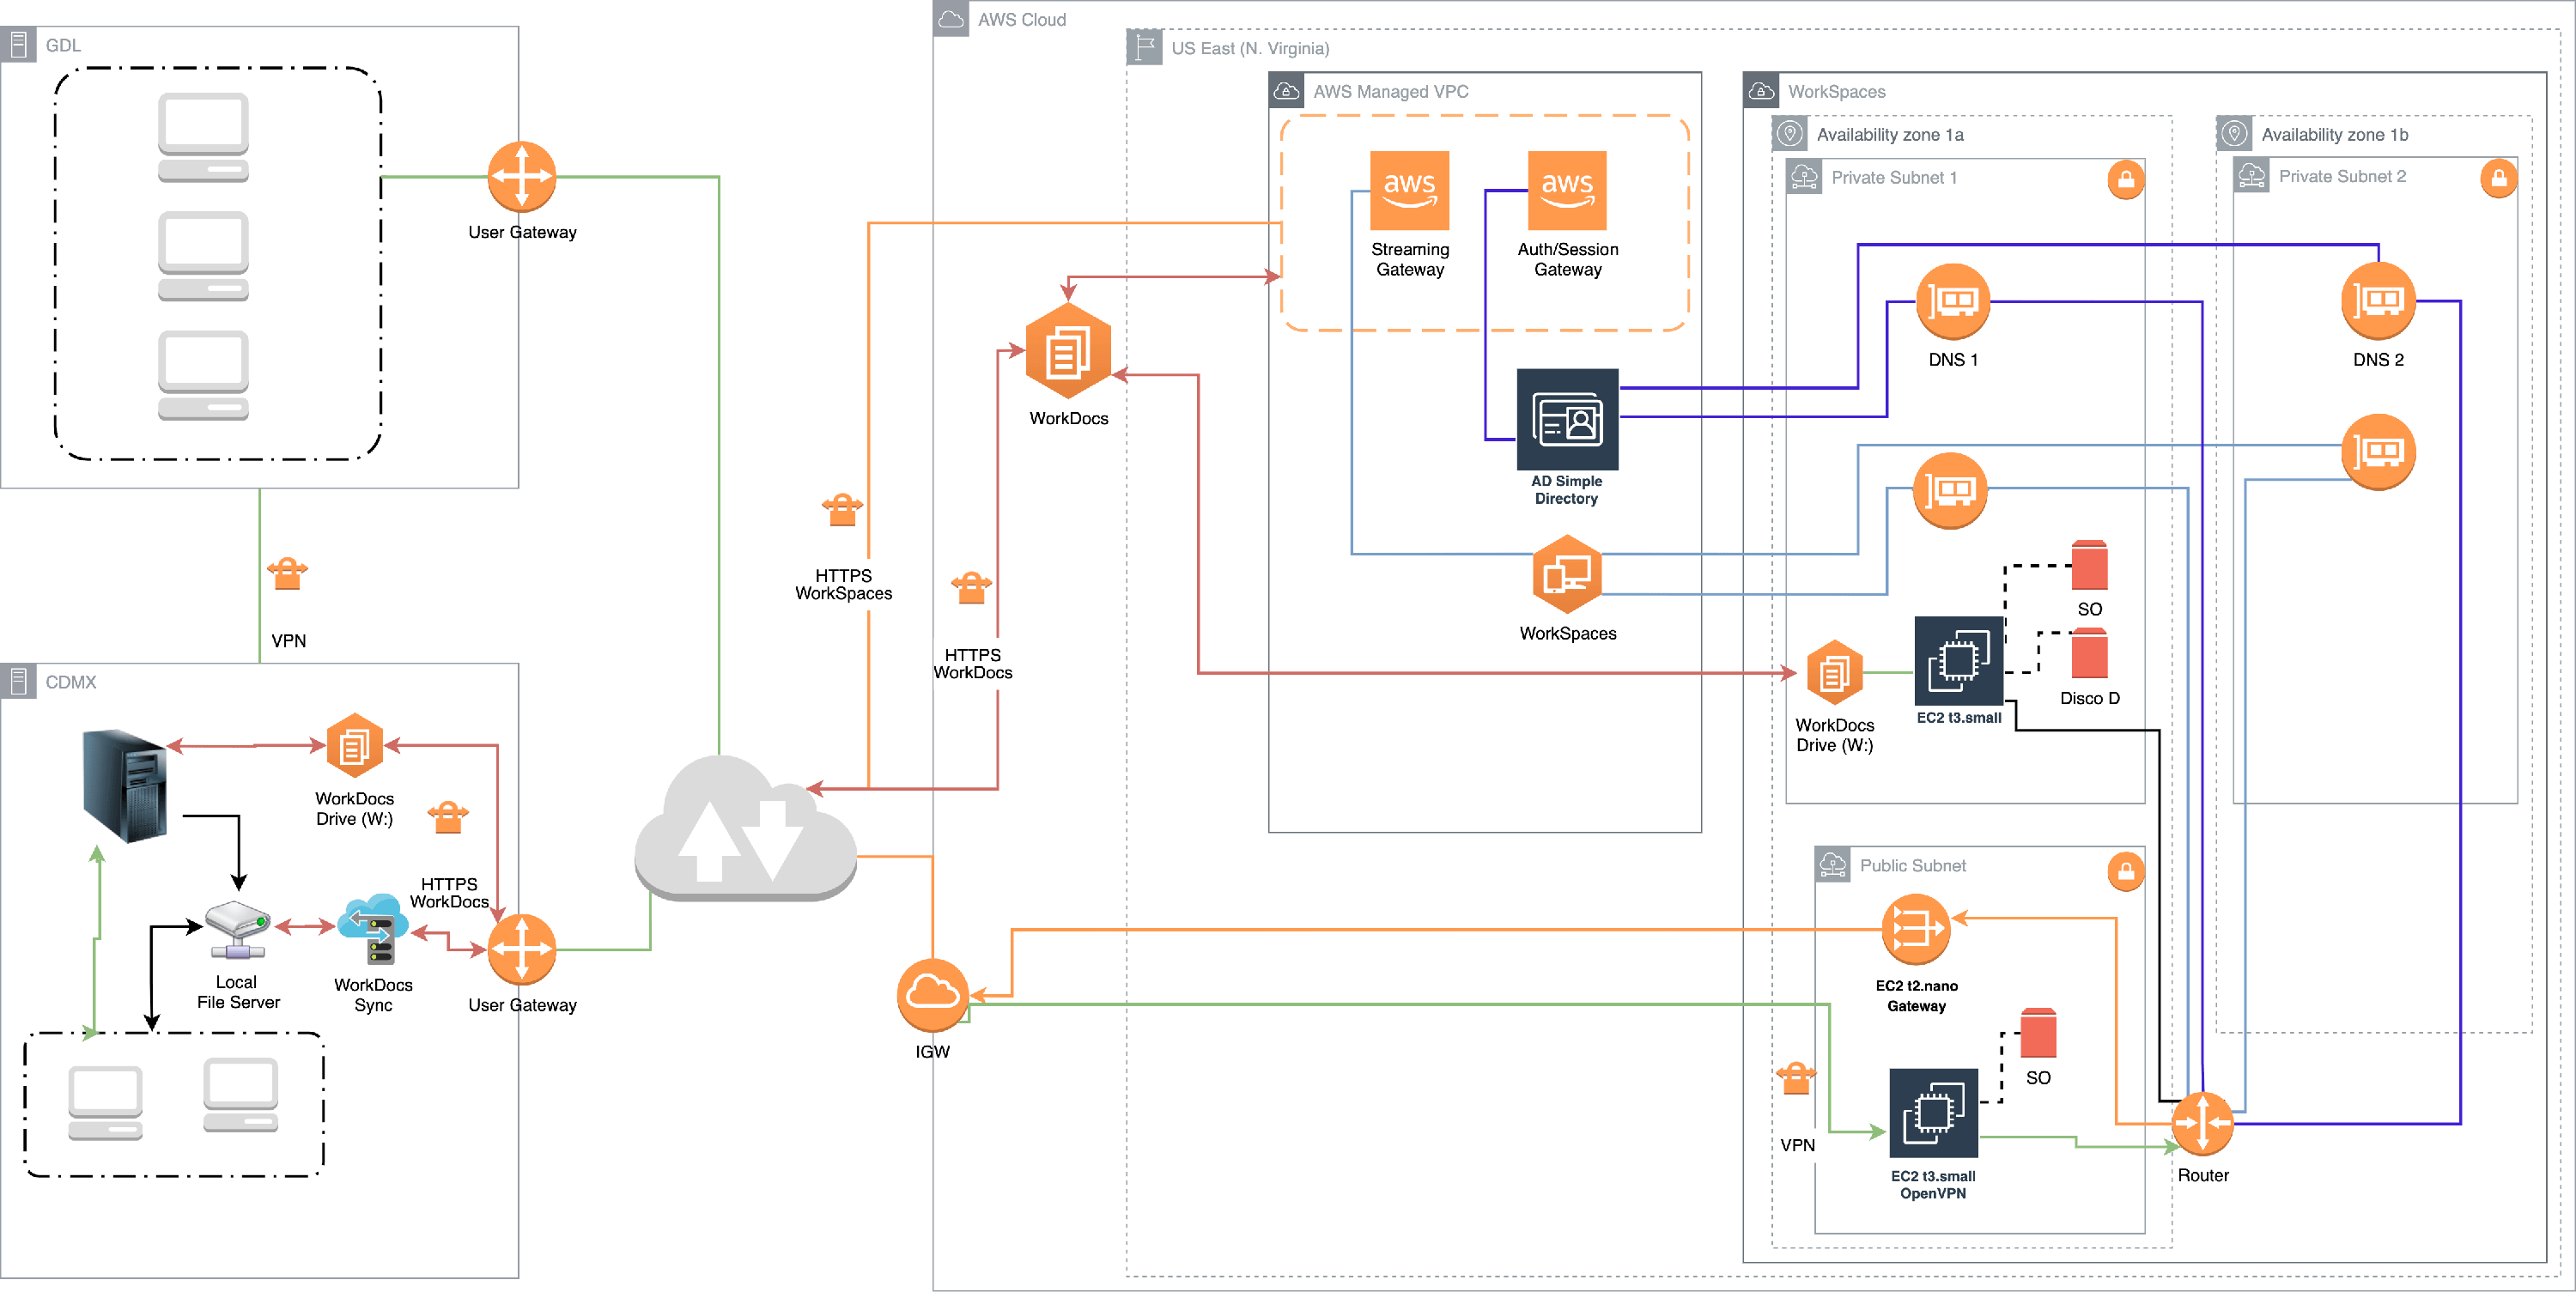 GDL
User Gateway
VPN
CDMX
WorkDocs
Drive (W:)
HTTPS
WorkDocs
Local
File Server
WorkDocs
Sync
User Gateway
AWS Cloud
HTTPS
WorkSpaces
HTTPS
WorkDocs
WorkDocs
IGW
US East (N. Virginia)
AWS Managed VPC
aws
Streaming
Gateway
aws
Auth/Session
Gateway
AD Simple
Directory
WorkSpaces
WorkSpaces
Availability zone 1a
Private Subnet 1
DNS 1
SO
Disco D
EC2 t3.small
WorkDocs
Drive (W:)
Public Subnet
EC2 t2.nano
Gateway
SO
VPN
EC2 t3.small
OpenVPN
Router
Availability zone 1b
Private Subnet 2
DNS 2